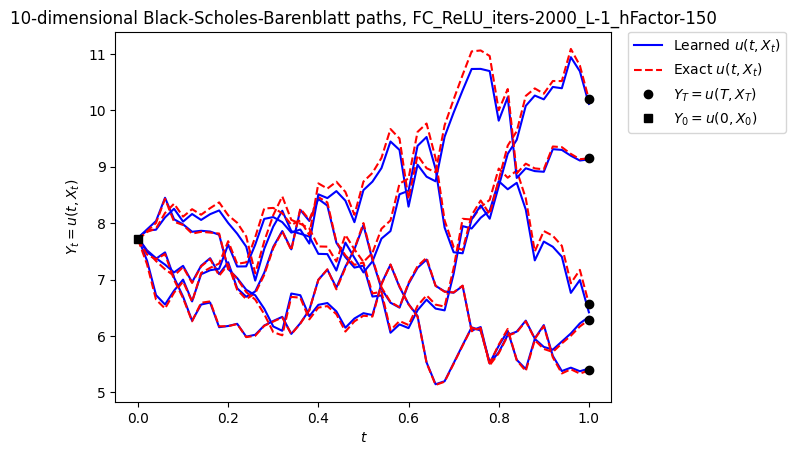 10-dimensional Black-Scholes-Barenblatt paths, FC_ReLU_iters-2000_L-1_hFactor-150
Learned u(t, X_t)
Exact u(t, X_t)
Y_T = u(T, X_T)
Y_0 = u(0, X_0)
Y_t = u(t, X_t)
11
10
9
8
7
6
5
0.0 0.2 0.4 0.6 0.8 1.0
t